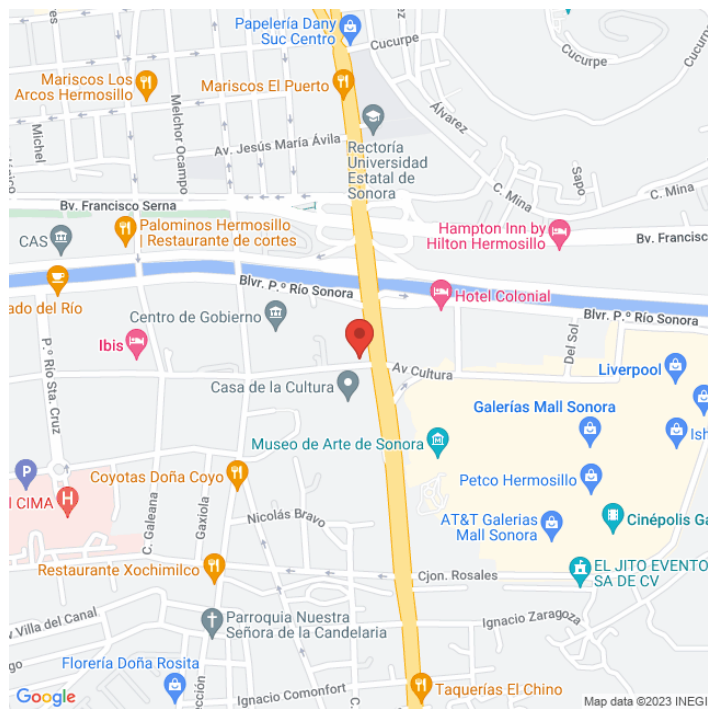 Papelería Dany
Suc Centro
Cucurpe
Cucurpe
Mariscos Los
Arcos Hermosillo
Mariscos El Puerto
Michel
Melchor Ocampo
Álvarez
Rectoría
Universidad
Estatal de
Sonora
Av. Jesús María Ávila
Sapo
C. Mina
C. Mina
Bv. Francisco Serna
Palominos Hermosillo
| Restaurante de cortes
CAS
Hampton Inn by
Hilton Hermosillo
Bv. Francisc
Blvr. P.º Río Sonora
Hotel Colonial
ado del Río
Centro de Gobierno
Blvr. P.º Río Sonora
Ibis
P.º Río Sta. Cruz
Del Sol
Av Cultura
Liverpool
Casa de la Cultura
Galerías Mall Sonora
Ish
Museo de Arte de Sonora
P
Coyotas Doña Coyo
Petco Hermosillo
CIMA
H
C. Galeana
Gaxiola
Nicolás Bravo
AT&T Galerias
Mall Sonora
Cinépolis Ga
Restaurante Xochimilco
Cjon. Rosales
EL JITO EVENTO
SA DE CV
Parroquia Nuestra
Señora de la Candelaria
Ignacio Zaragoza
Villa del Canal
Florería Doña Rosita
Ignacio Comonfort
C.
Taquerías El Chino
Google
Map data ©2023 INEGI